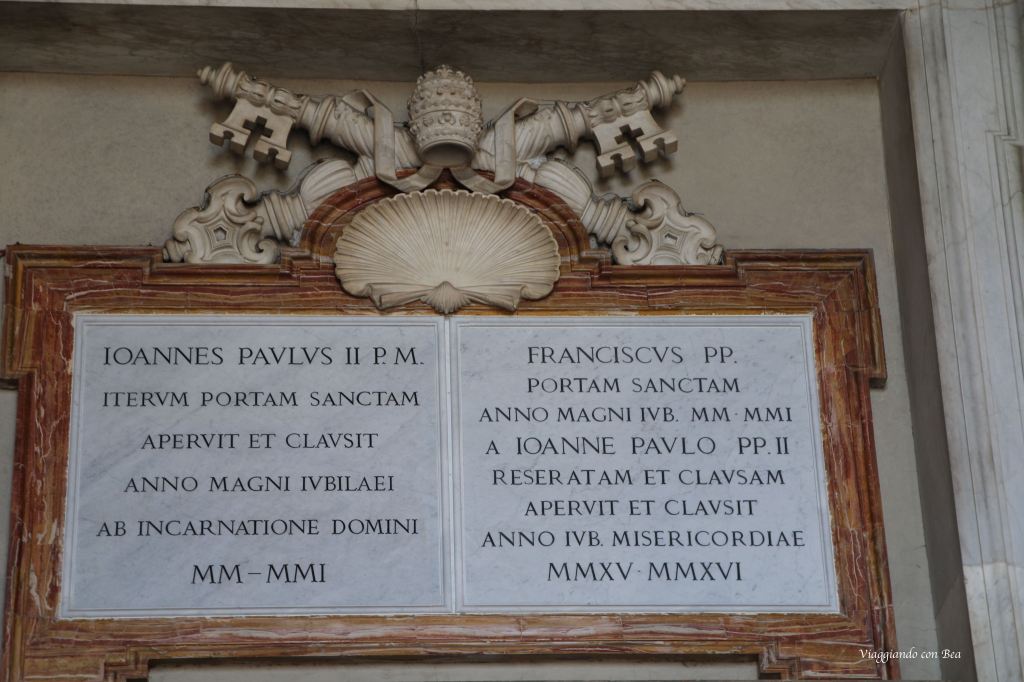 IOANNES PAVLVS II P.M.
ITERVM PORTAM SANCTAM
APERVIT ET CLAVSIT
ANNO MAGNI IVBILAEI
AB INCARNATIONE DOMINI
MM–MMI
FRANCISCVS PP.
PORTAM SANCTAM
ANNO MAGNI IVB. MM·MMI
A IOANNE PAVLO PP. II
RESERATAM ET CLAVSAM
APERVIT ET CLAVSIT
ANNO IVB. MISERICORDIAE
MMXV·MMXVI
Viaggiando con Bea